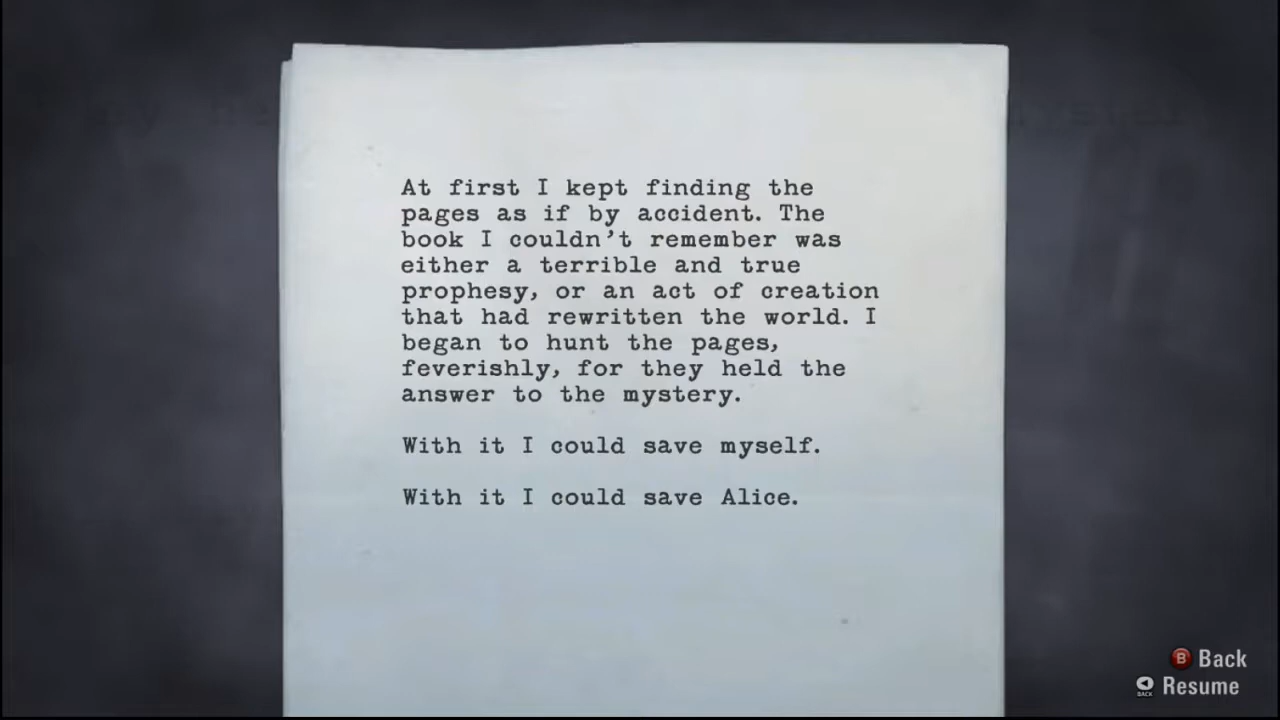 At first I kept finding the
pages as if by accident. The
book I couldn't remember was
either a terrible and true
prophesy, or an act of creation
that had rewritten the world. I
began to hunt the pages,
feverishly, for they held the
answer to the mystery.
With it I could save myself.
With it I could save Alice.
B Back
BACK Resume